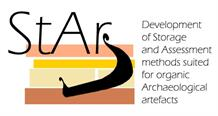 StAr
Development
of Storage
and Assessment
methods suited
for organic
Archaeological
artefacts